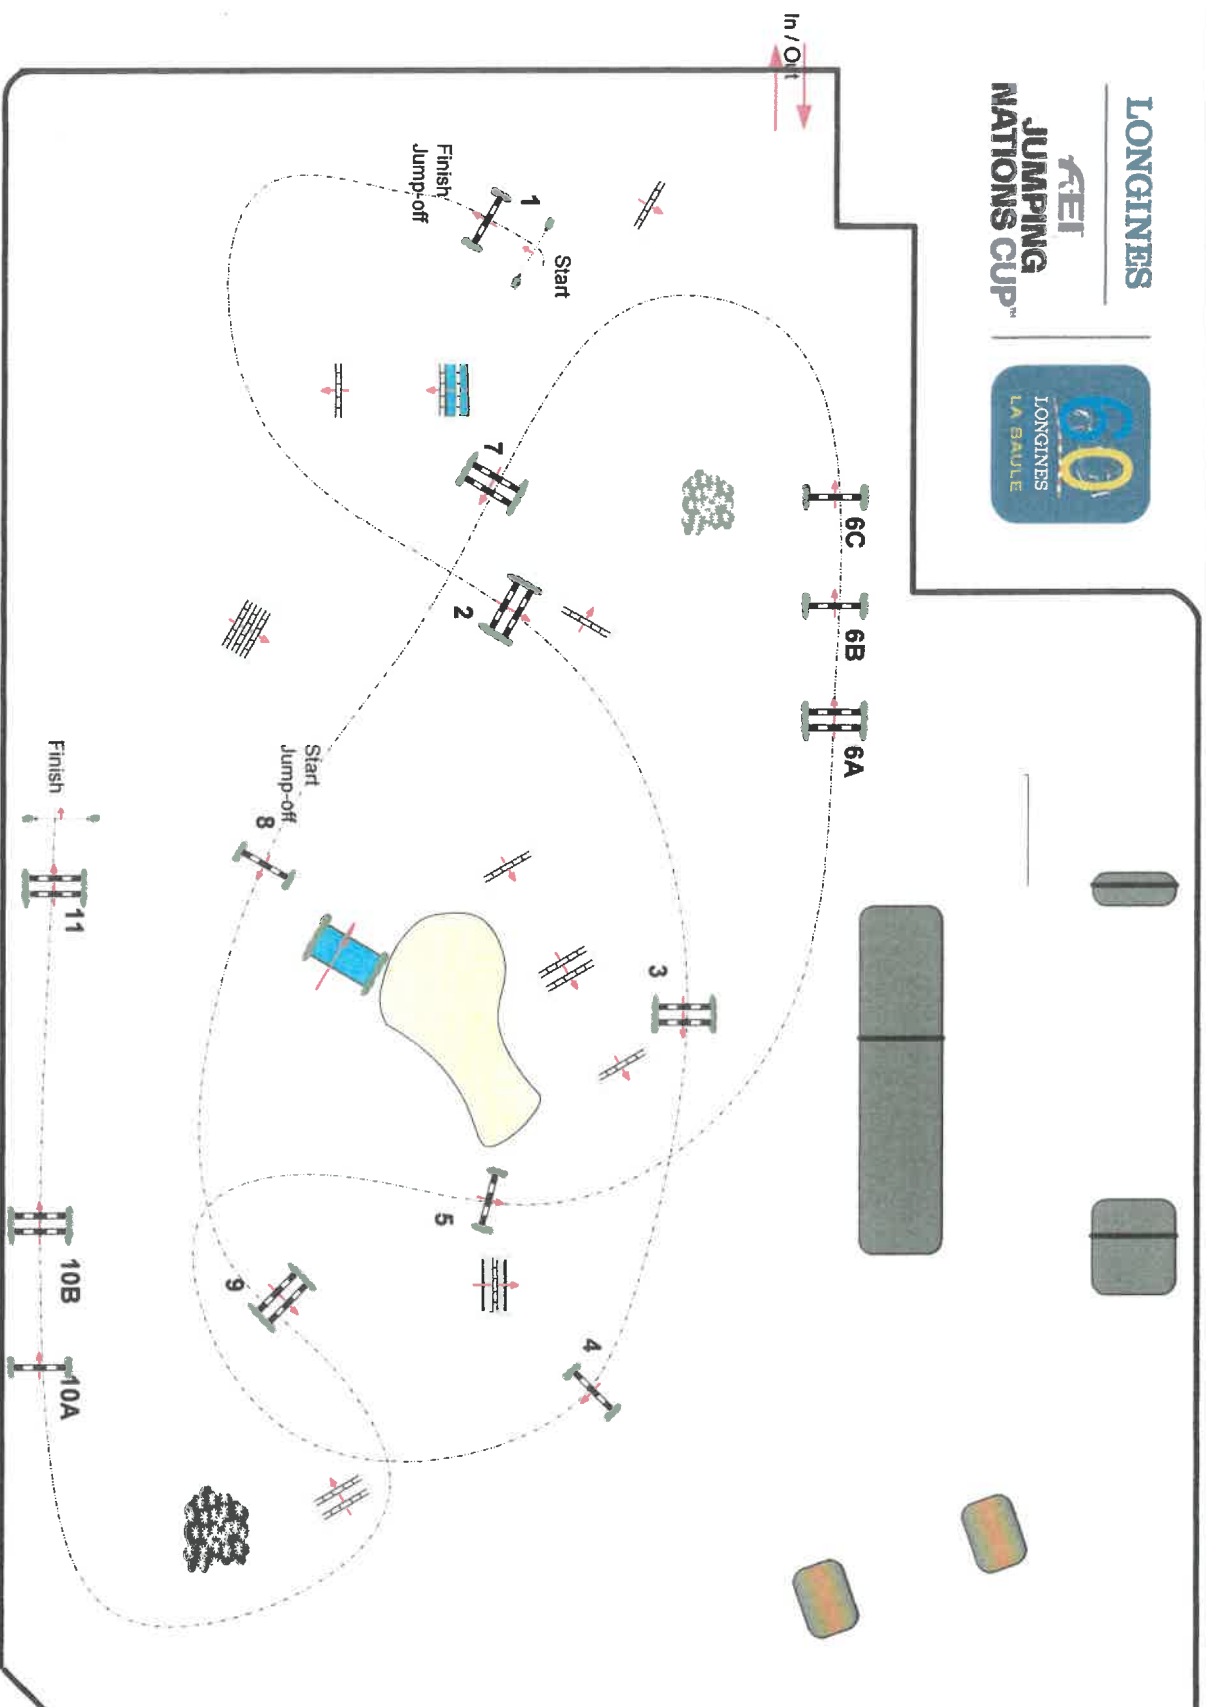 LONGINES
FEI
JUMPING
NATIONS CUP™
60
LONGINES
LA BAULE
In / Out
Finish
Jump-off
1
Start
7
2
6C
6B
6A
3
Start
Jump-off
8
Finish
11
5
4
9
10B
10A